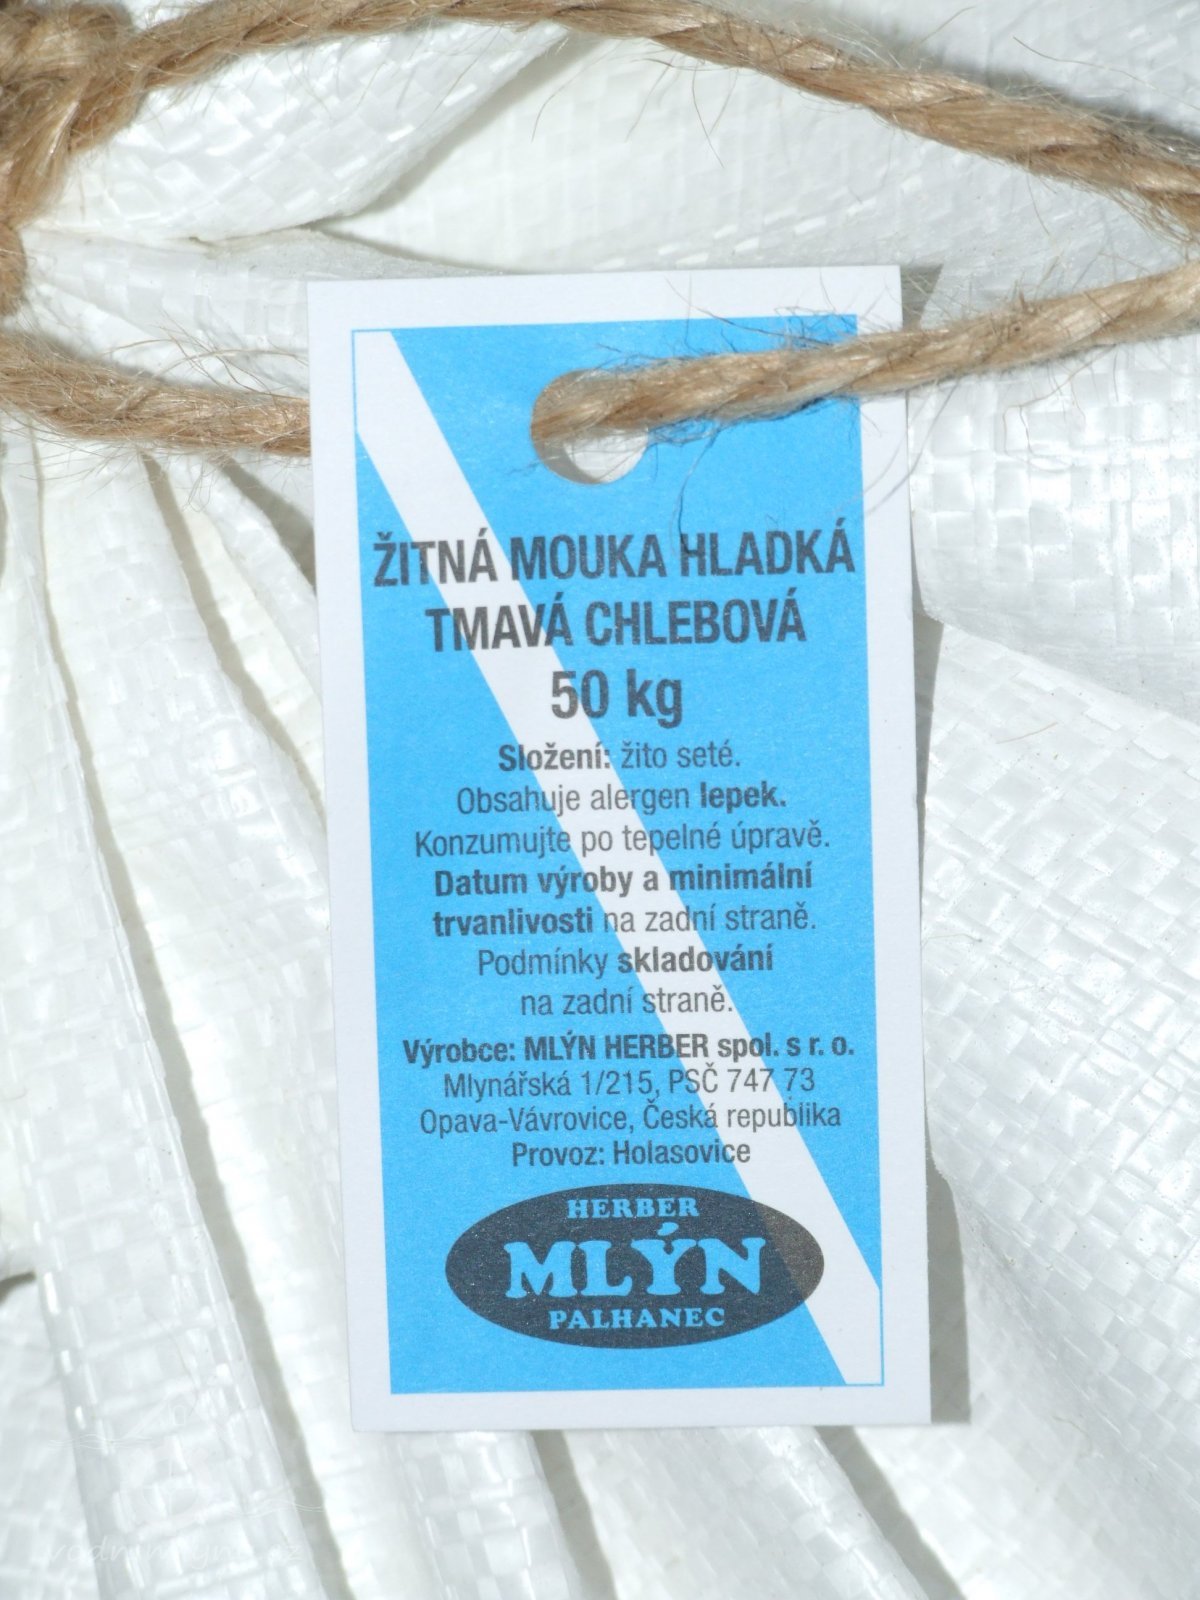 ŽITNÁ MOUKA HLADKÁ
TMAVÁ CHLEBOVÁ
50 kg
Složení: žito seté.
Obsahuje alergen lepek.
Konzumujte po tepelné úpravě.
Datum výroby a minimální
trvanlivosti na zadní straně.
Podmínky skladování
na zadní straně.
Výrobce: MLÝN HERBER spol. s r. o.
Mlynářská 1/215, PSČ 747 73
Opava-Vávrovice, Česká republika
Provoz: Holasovice
HERBER
MLÝN
PALHANEC
vodnimlyny.cz